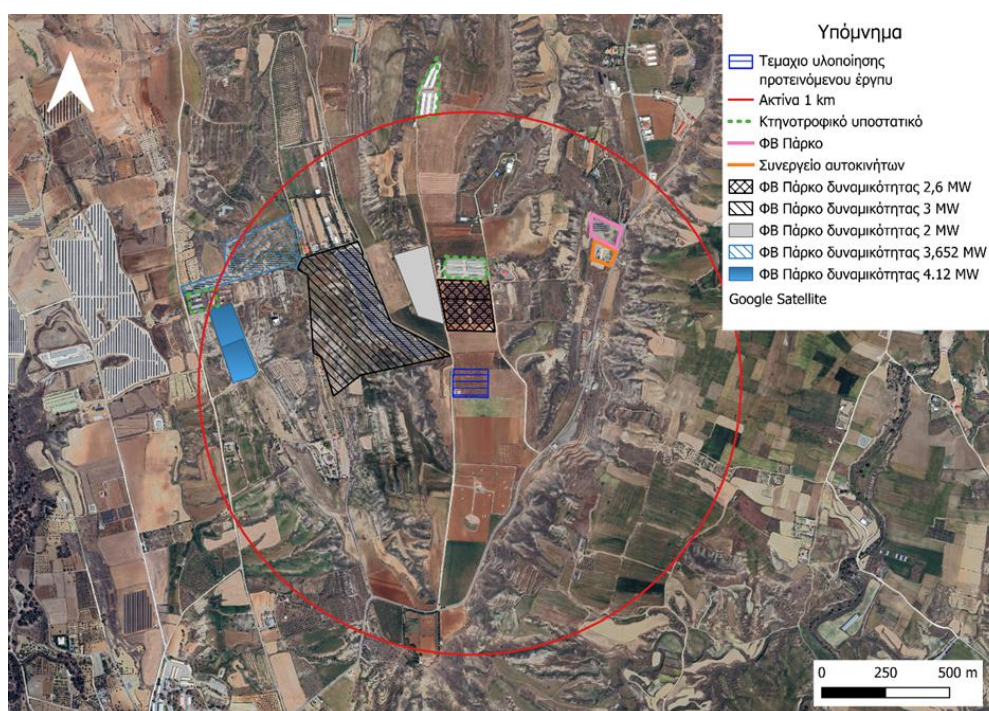 Υπόμνημα
Τεμαχιο υλοποίησης
προτεινόμενου έργπυ
Ακτίνα 1 km
Κτηνοτροφικό υποστατικό
ΦΒ Πάρκο
Συνεργείο αυτοκινήτων
ΦΒ Πάρκο δυναμικότητας 2,6 MW
ΦΒ Πάρκο δυναμικότητας 3 MW
ΦΒ Πάρκο δυναμικότητας 2 MW
ΦΒ Πάρκο δυναμικότητας 3,652 MW
ΦΒ Πάρκο δυναμικότητας 4.12 MW
Google Satellite
0 250 500 m